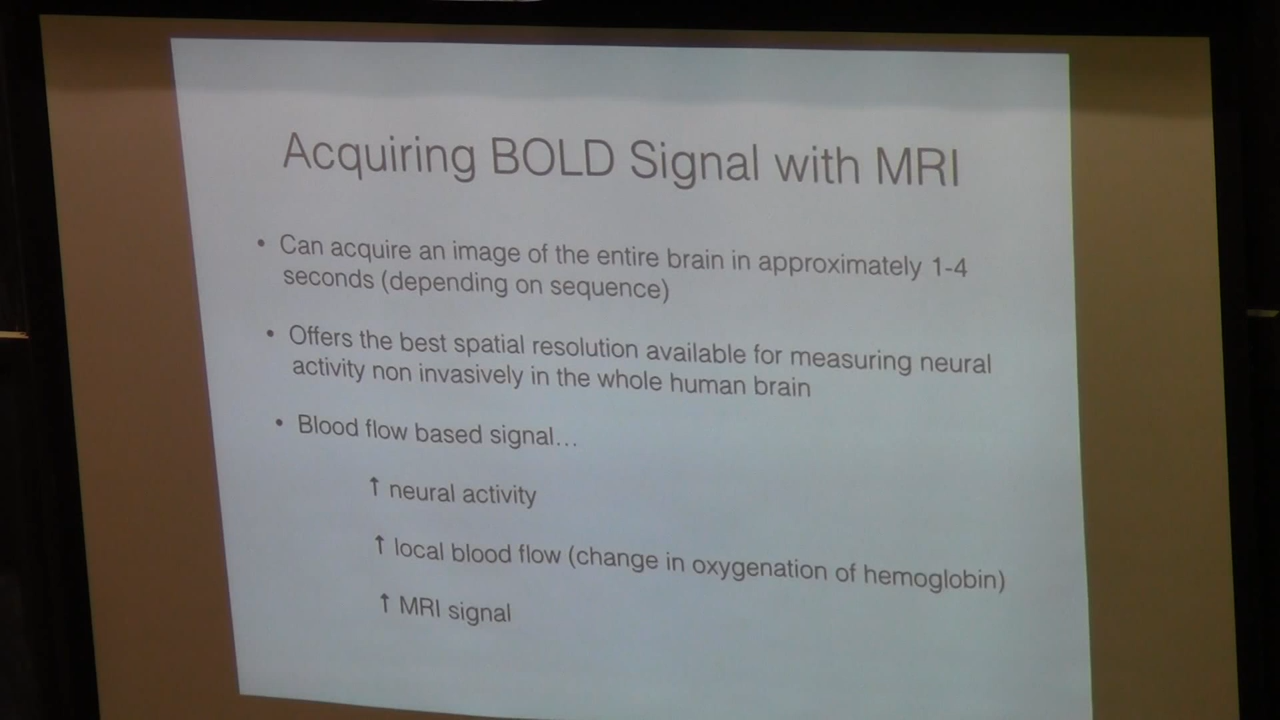 Acquiring BOLD Signal with MRI
• Can acquire an image of the entire brain in approximately 1-4
seconds (depending on sequence)
• Offers the best spatial resolution available for measuring neural
activity non invasively in the whole human brain
• Blood flow based signal…
↑ neural activity
↑ local blood flow (change in oxygenation of hemoglobin)
↑ MRI signal